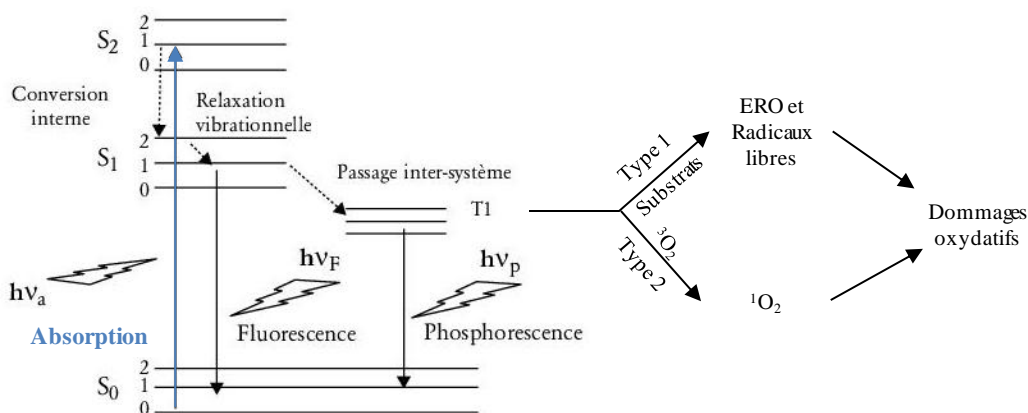 2
S₂ 1
0
Conversion
interne
Relaxation
vibrationnelle
2
S₁ 1
0
Passage inter-système
T1
hνₐ
Absorption
hν_F
Fluorescence
hνₚ
Phosphorescence
2
S₀ 1
0
Type 1
Substrats
³O₂
Type 2
ERO et
Radicaux
libres
¹O₂
Dommages
oxydatifs